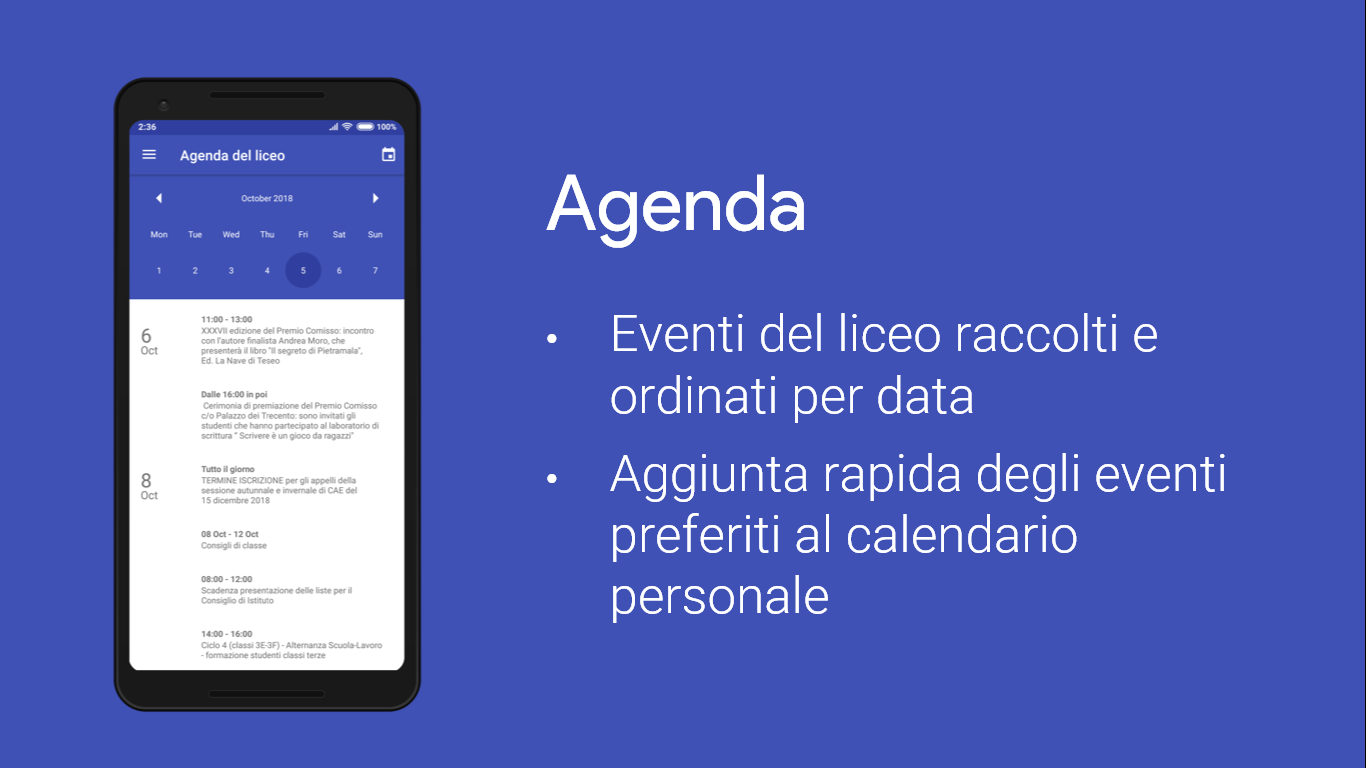 2:36
100%
Agenda del liceo
October 2018
Mon Tue Wed Thu Fri Sat Sun
1 2 3 4 5 6 7
6
Oct
11:00 - 13:00
XXXVII edizione del Premio Comisso: incontro
con l'autore finalista Andrea Moro, che
presenterà il libro "Il segreto di Pietramala",
Ed. La Nave di Teseo
Dalle 16:00 in poi
Cerimonia di premiazione del Premio Comisso
c/o Palazzo dei Trecento: sono invitati gli
studenti che hanno partecipato al laboratorio di
scrittura " Scrivere è un gioco da ragazzi"
8
Oct
Tutto il giorno
TERMINE ISCRIZIONE per gli appelli della
sessione autunnale e invernale di CAE del
15 dicembre 2018
08 Oct - 12 Oct
Consigli di classe
08:00 - 12:00
Scadenza presentazione delle liste per il
Consiglio di Istituto
14:00 - 16:00
Ciclo 4 (classi 3E-3F) - Alternanza Scuola-Lavoro
- formazione studenti classi terze
Agenda
• Eventi del liceo raccolti e
ordinati per data
• Aggiunta rapida degli eventi
preferiti al calendario
personale